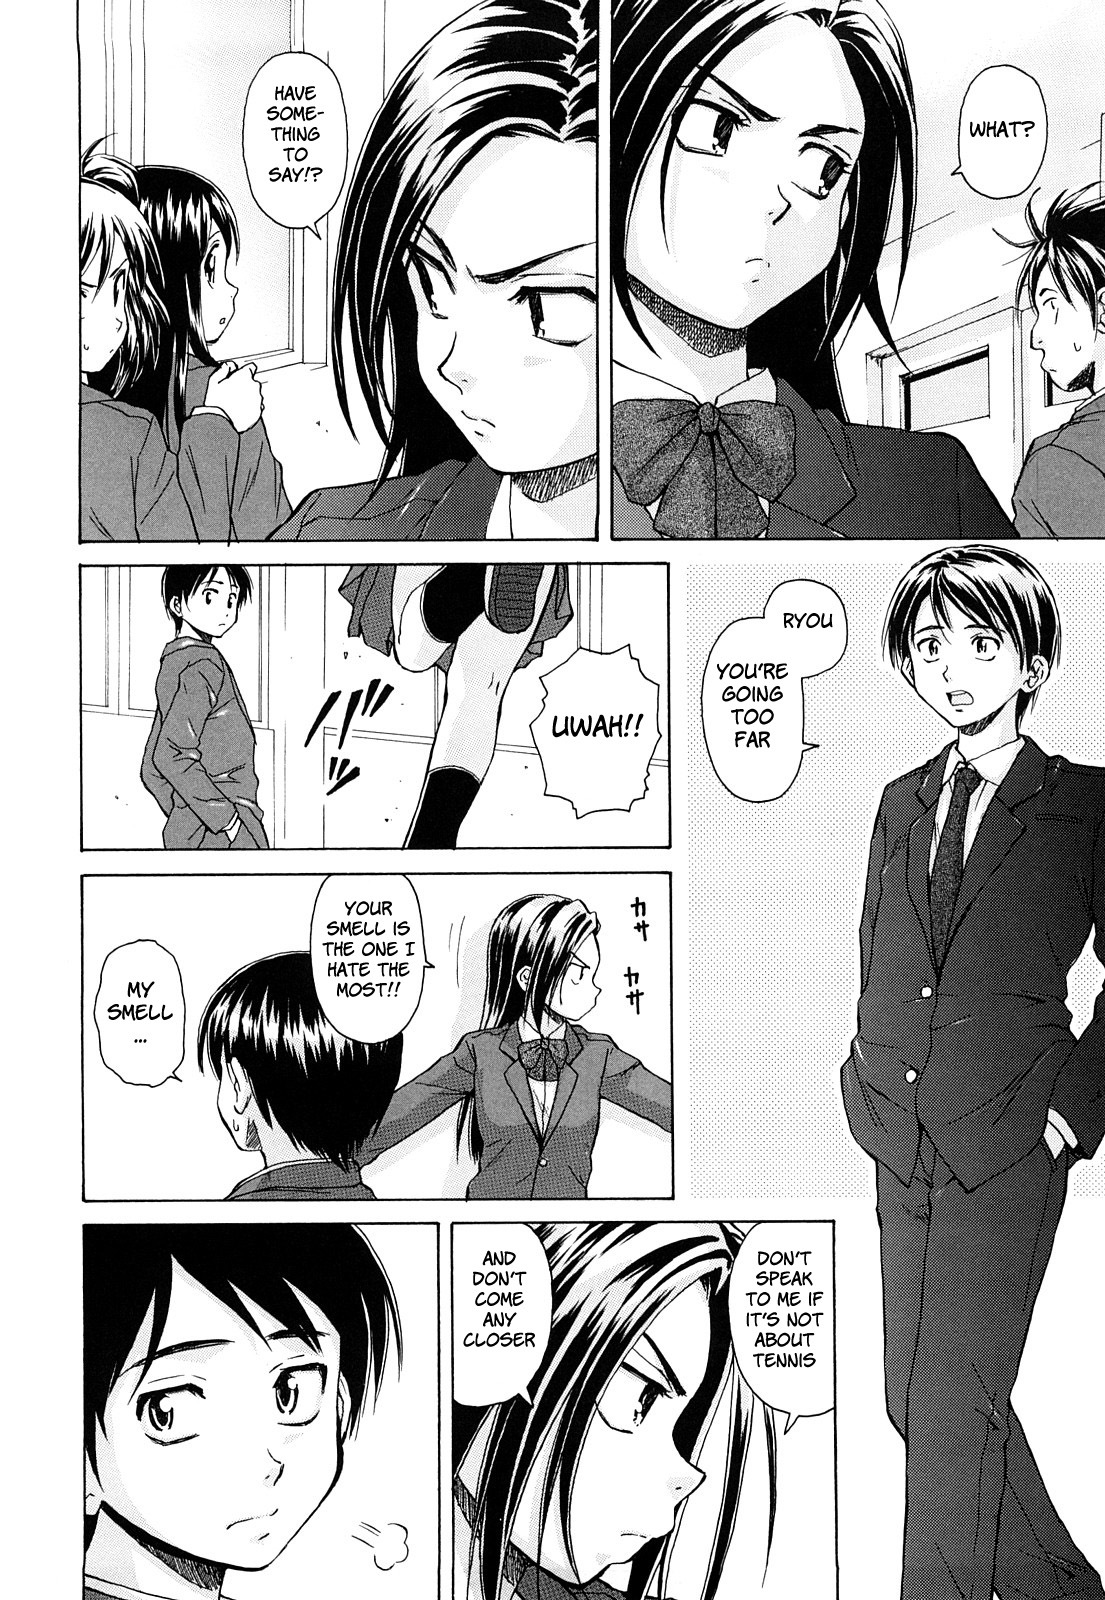 WHAT?
HAVE
SOME-
THING
TO
SAY!?
RYOU
YOU'RE
GOING
TOO
FAR
UWAH!!
YOUR
SMELL IS
THE ONE I
HATE THE
MOST!!
カサ
カサ
MY
SMELL
...
DON'T
SPEAK
TO ME IF
IT'S NOT
ABOUT
TENNIS
AND
DON'T
COME
ANY
CLOSER